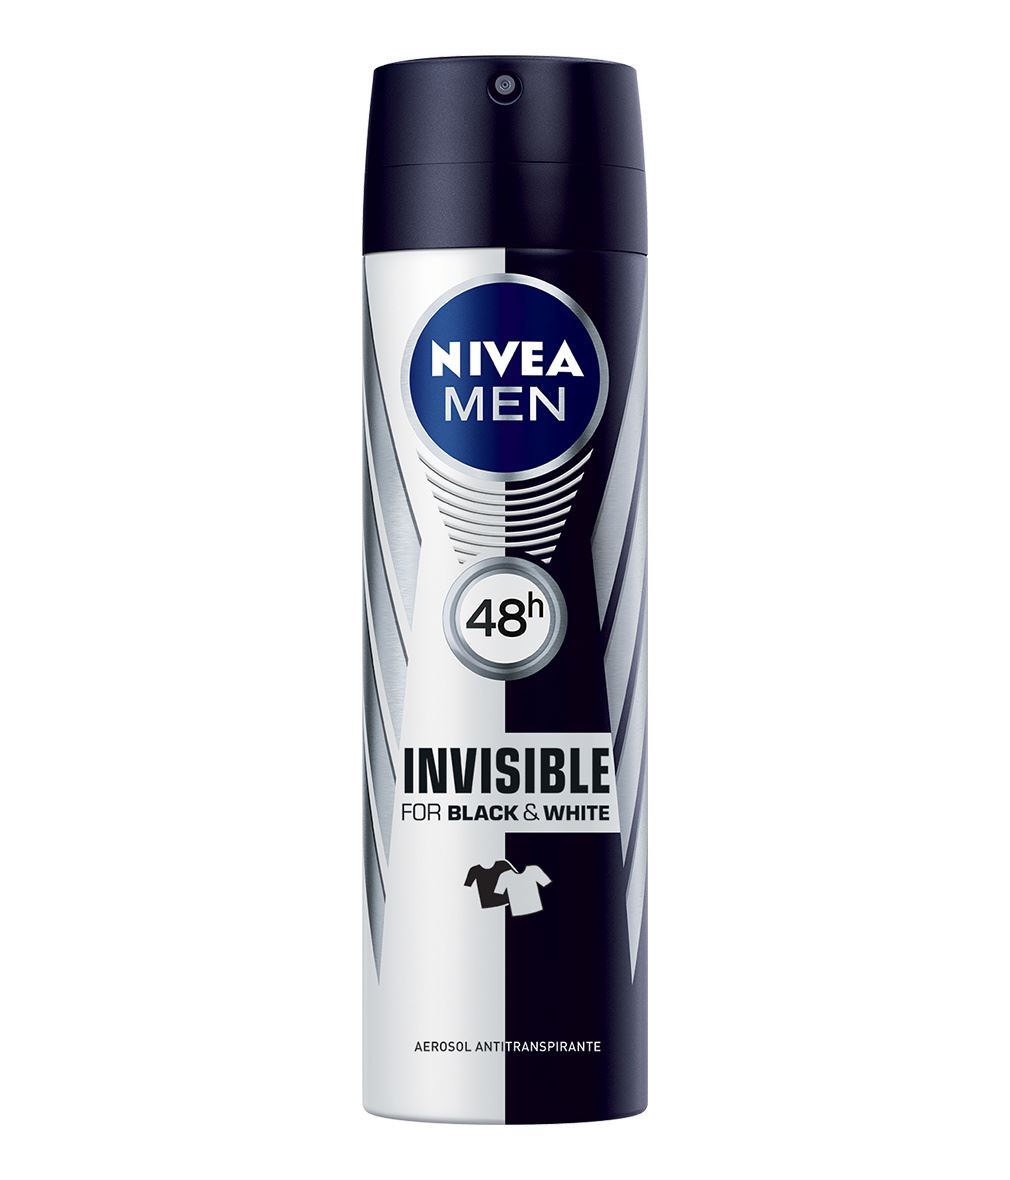 NIVEA
MEN
48h
INVISIBLE
FOR BLACK & WHITE
AEROSOL ANTITRANSPIRANTE